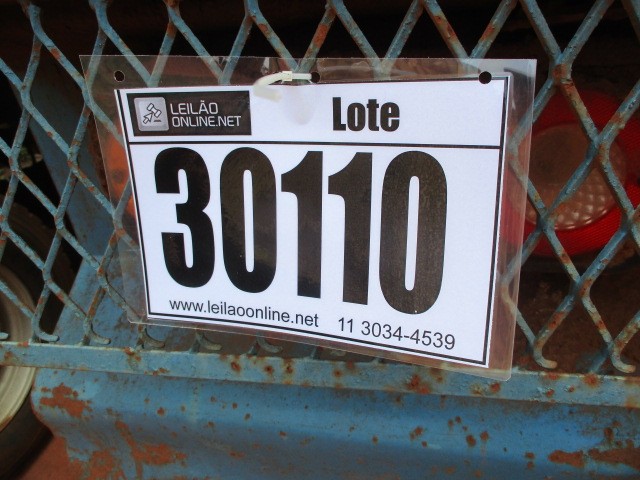 LEILÃO
ONLINE.NET
Lote
30110
www.leilaoonline.net 11 3034-4539